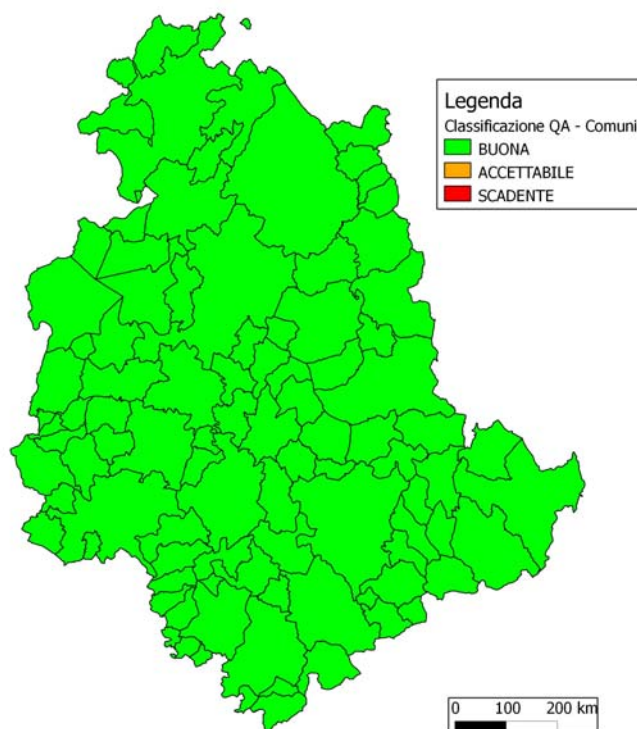 Legenda
Classificazione QA - Comuni
BUONA
ACCETTABILE
SCADENTE
0 100 200 km